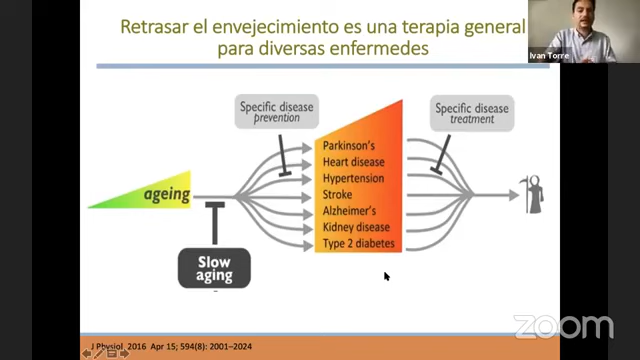 Retrasar el envejecimiento es una terapia general
para diversas enfermedes
Ivan Torre
Specific disease
prevention
Specific disease
treatment
ageing
Parkinson's
Heart disease
Hypertension
Stroke
Alzheimer's
Kidney disease
Type 2 diabetes
Slow
aging
J Physiol. 2016 Apr 15; 594(8): 2001–2024
zoom